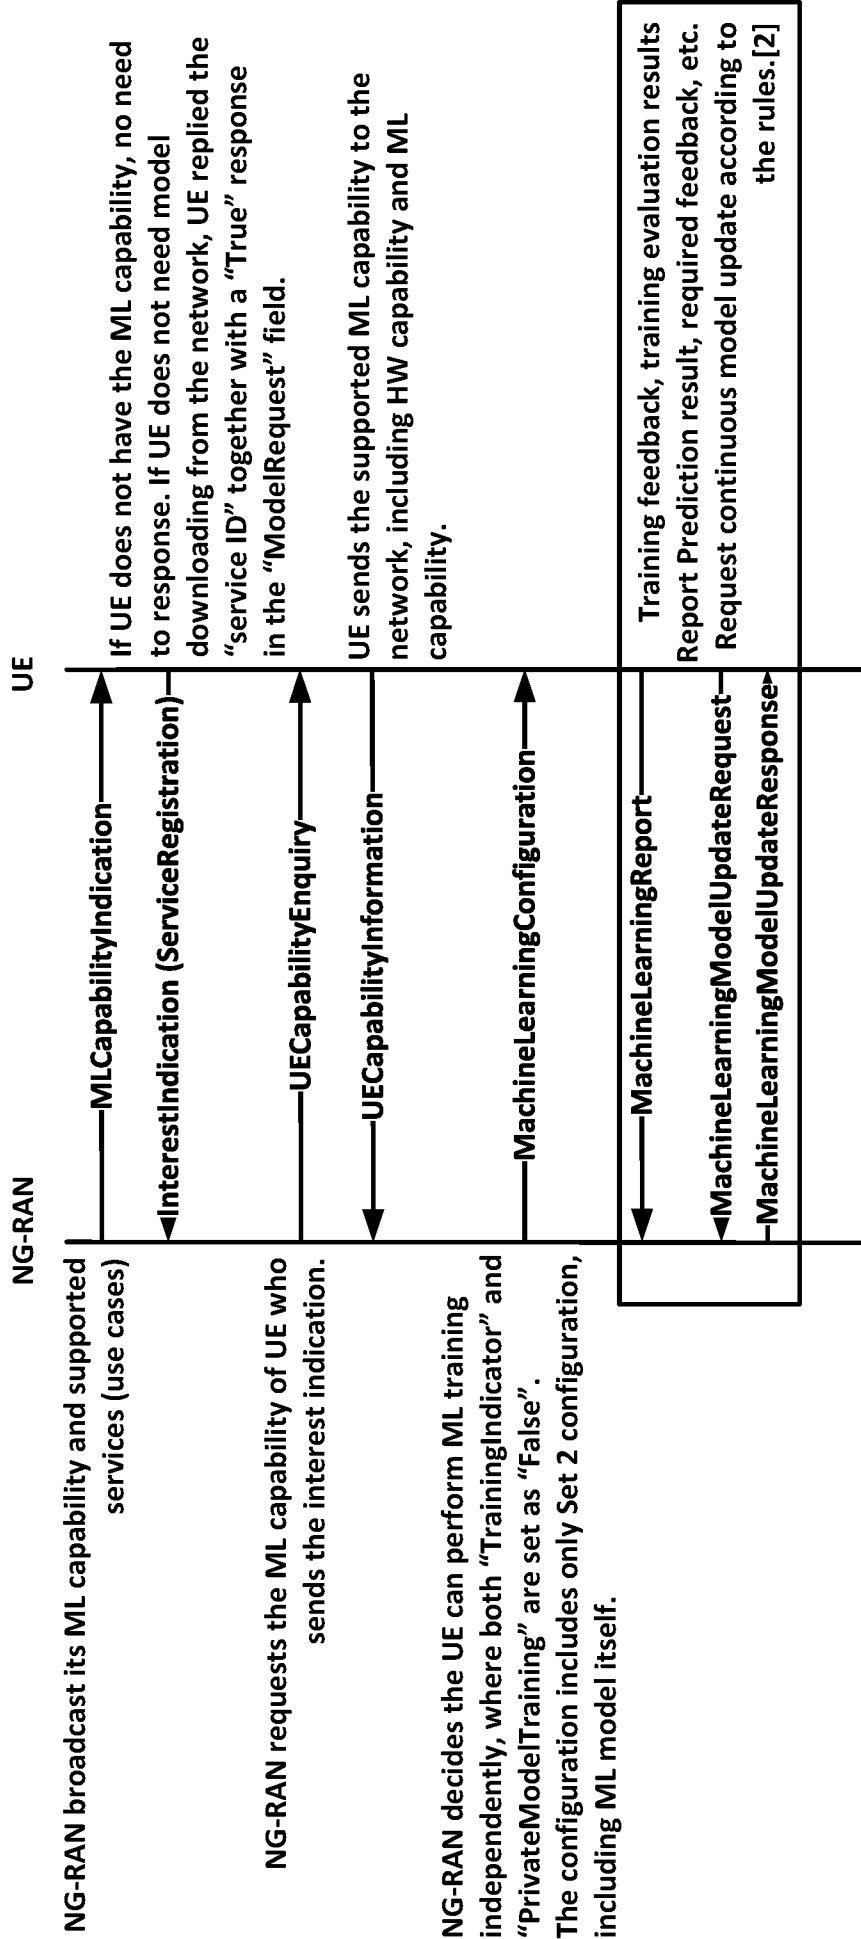 NG-RAN
UE
NG-RAN broadcast its ML capability and supported
services (use cases)
MLCapabilityIndication
If UE does not have the ML capability, no need
to response. If UE does not need model
downloading from the network, UE replied the
“service ID” together with a “True” response
in the “ModelRequest” field.
InterestIndication (ServiceRegistration)
NG-RAN requests the ML capability of UE who
sends the interest indication.
UECapabilityEnquiry
UE sends the supported ML capability to the
network, including HW capability and ML
capability.
UECapabilityInformation
NG-RAN decides the UE can perform ML training
independently, where both “TrainingIndicator” and
“PrivateModelTraining” are set as “False”.
The configuration includes only Set 2 configuration,
including ML model itself.
MachineLearningConfiguration
MachineLearningReport
Training feedback, training evaluation results
Report Prediction result, required feedback, etc.
Request continuous model update according to
the rules.[2]
MachineLearningModelUpdateRequest
MachineLearningModelUpdateResponse